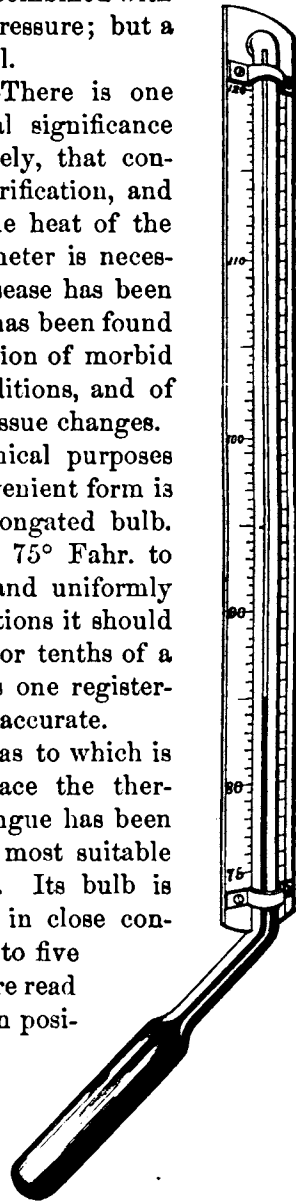 ressure; but a
l.
There is one
al significance
ely, that con-
rification, and
e heat of the
meter is neces-
sease has been
has been found
ion of morbid
ditions, and of
issue changes.
nical purposes
venient form is
ongated bulb.
75° Fahr. to
and uniformly
tions it should
or tenths of a
s one register-
accurate.
as to which is
ace the ther-
ngue has been
most suitable
. Its bulb is
in close con-
to five
re read
n posi-
120
110
100
90
80
75